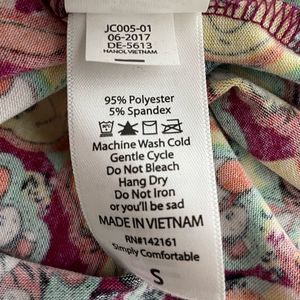 JC005-01
06-2017
DE-5613
HANOI, VIETNAM
95% Polyester
5% Spandex
Machine Wash Cold
Gentle Cycle
Do Not Bleach
Hang Dry
Do Not Iron
or you'll be sad
MADE IN VIETNAM
RN#142161
Simply Comfortable
S